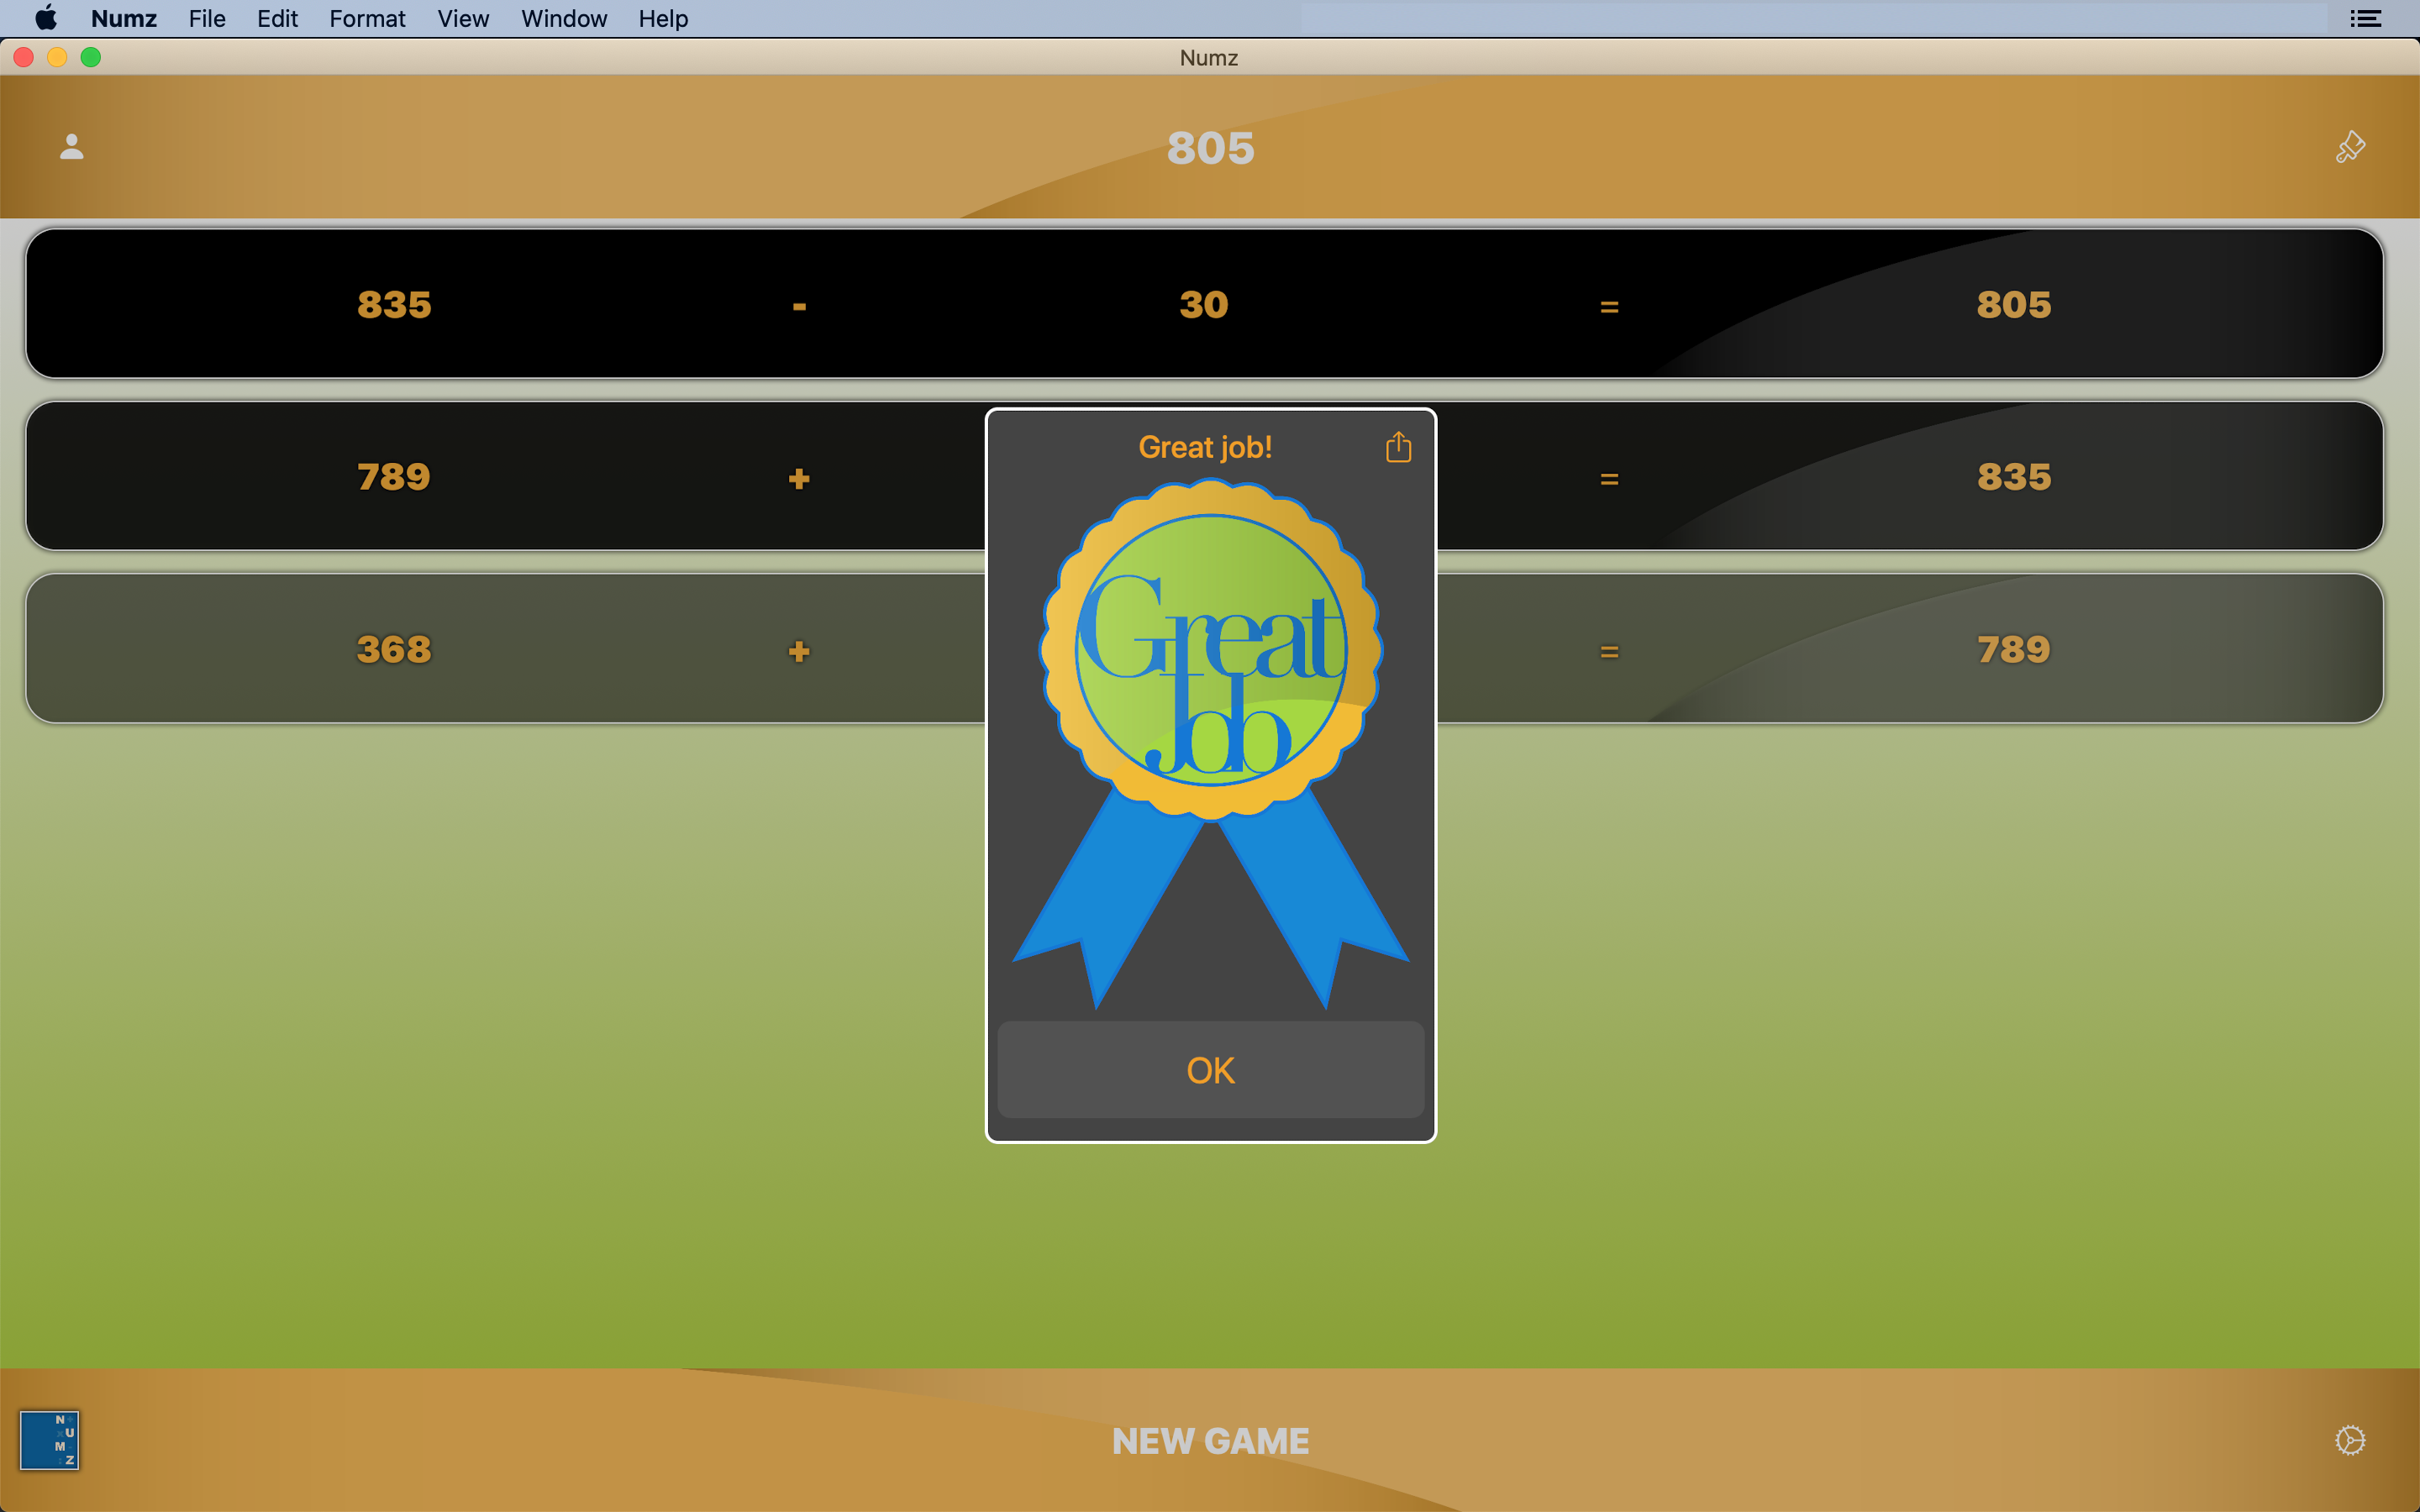 Numz File Edit Format View Window Help
Numz
805
835 - 30 = 805
789 + = 835
368 + = 789
Great job!
Great
Job
OK
N
U
M
Z
NEW GAME